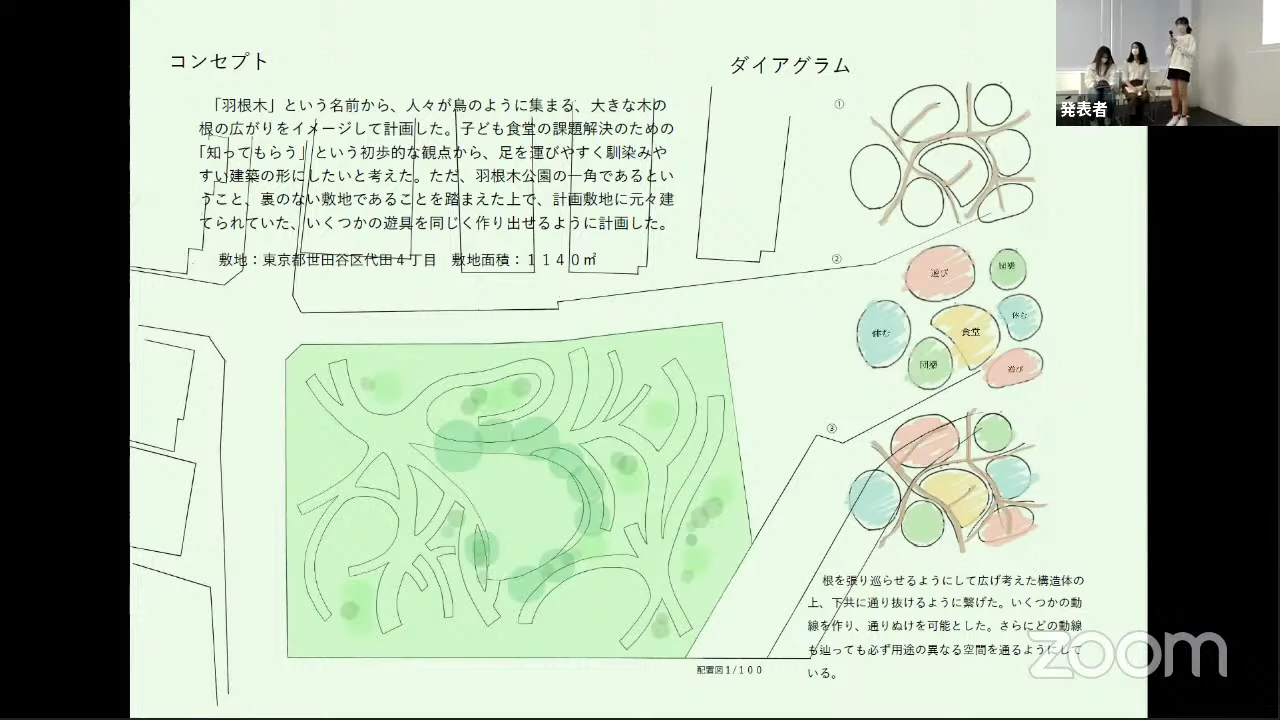 コンセプト
「羽根木」という名前から、人々が鳥のように集まる、大きな木の
根の広がりをイメージして計画した。子ども食堂の課題解決のための
「知ってもらう」という初歩的な観点から、足を運びやすく馴染みや
すい建築の形にしたいと考えた。ただ、羽根木公園の一角であるとい
うこと、裏のない敷地であることを踏まえた上で、計画敷地に元々建
てられていた、いくつかの遊具を同じく作り出せるように計画した。
敷地：東京都世田谷区代田４丁目　敷地面積：１１４０㎡
配置図1/100
ダイアグラム
①
②
遊び
団欒
休む
食堂
休む
団欒
遊び
③
根を張り巡らせるようにして広げ考えた構造体の
上、下共に通り抜けるように繋げた。いくつかの動
線を作り、通りぬけを可能とした。さらにどの動線
も辿っても必ず用途の異なる空間を通るようにして
いる。
発表者
zoom